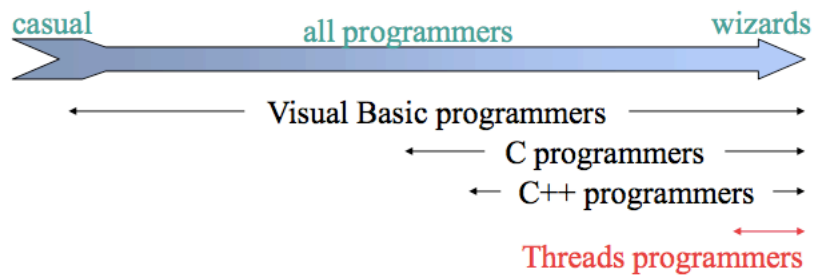 casual all programmers wizards
Visual Basic programmers
C programmers
C++ programmers
Threads programmers